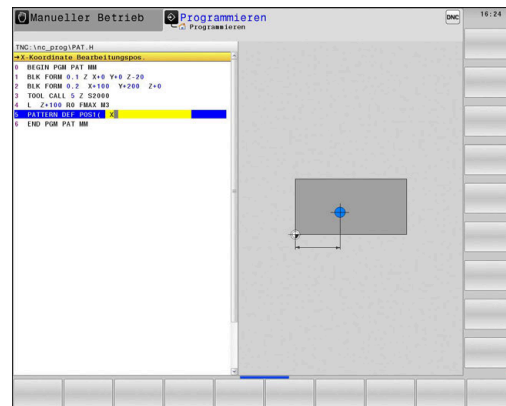 Manueller Betrieb
Programmieren
Programmieren
DNC
16:24
TNC:\nc_prog\PAT.H
→X-Koordinate Bearbeitungspos.
0 BEGIN PGM PAT MM
1 BLK FORM 0.1 Z X+0 Y+0 Z-20
2 BLK FORM 0.2 X+100 Y+200 Z+0
3 TOOL CALL 5 Z S2000
4 L Z+100 R0 FMAX M3
5 PATTERN DEF POS1( X
6 END PGM PAT MM